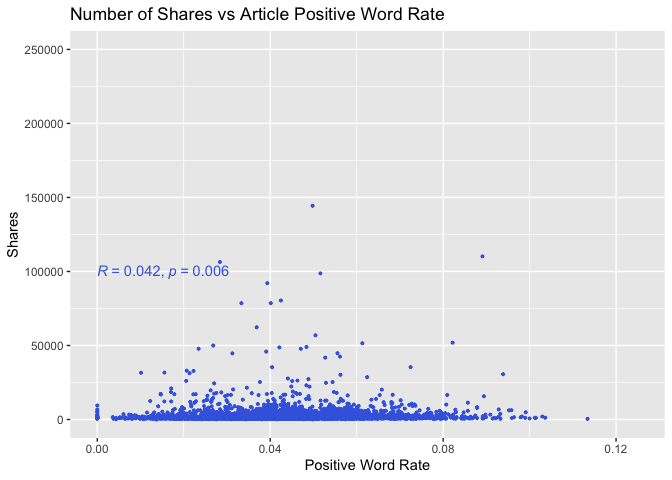 Number of Shares vs Article Positive Word Rate
250000
200000
150000
100000
50000
0
Shares
R = 0.042, p = 0.006
0.00 0.04 0.08 0.12
Positive Word Rate